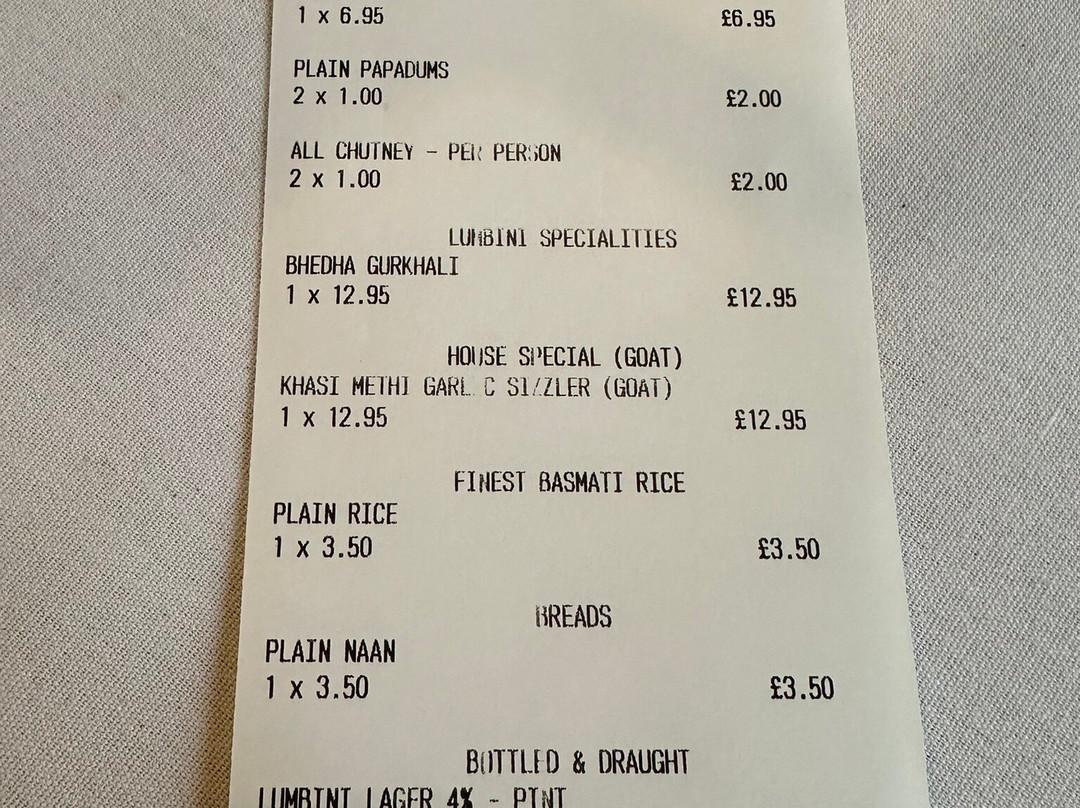 1 x 6.95 £6.95
PLAIN PAPADUMS
2 x 1.00 £2.00
ALL CHUTNEY - PER PERSON
2 x 1.00 £2.00
LUMBINI SPECIALITIES
BHEDHA GURKHALI
1 x 12.95 £12.95
HOUSE SPECIAL (GOAT)
KHASI METHI GARLIC SIZZLER (GOAT)
1 x 12.95 £12.95
FINEST BASMATI RICE
PLAIN RICE
1 x 3.50 £3.50
BREADS
PLAIN NAAN
1 x 3.50 £3.50
BOTTLED & DRAUGHT
LUMBINI LAGER 4% - PINT